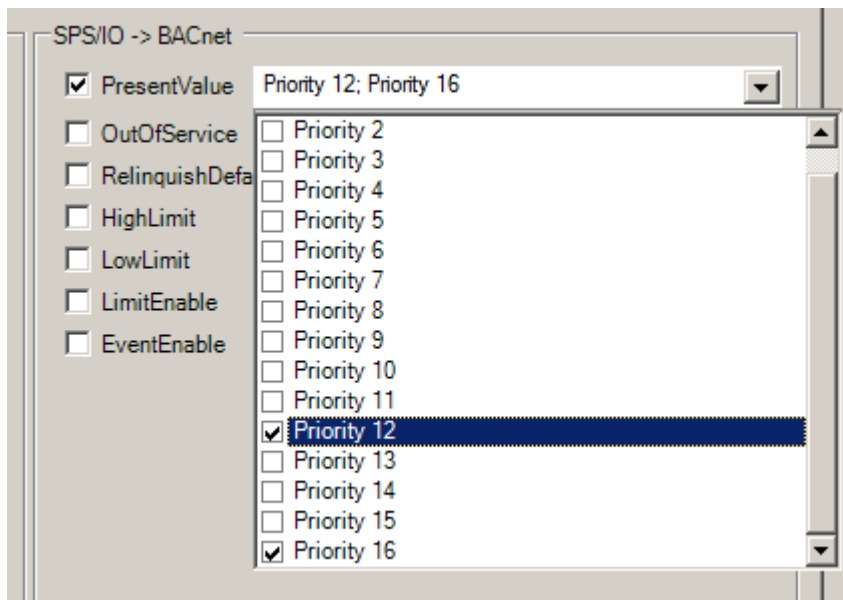 SPS/IO -> BACnet
PresentValue
Priority 12; Priority 16
OutOfService
RelinquishDefa
HighLimit
LowLimit
LimitEnable
EventEnable
Priority 2
Priority 3
Priority 4
Priority 5
Priority 6
Priority 7
Priority 8
Priority 9
Priority 10
Priority 11
Priority 12
Priority 13
Priority 14
Priority 15
Priority 16